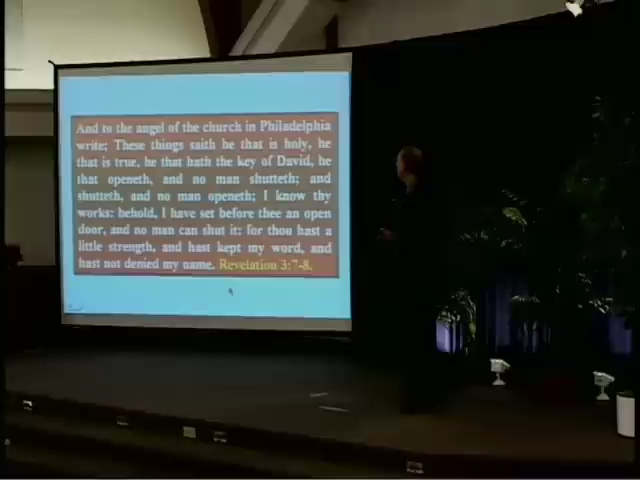 And to the angel of the church in Philadelphia
write; These things saith he that is holy, he
that is true, he that hath the key of David, he
that openeth, and no man shutteth; and
shutteth, and no man openeth; I know thy
works: behold, I have set before thee an open
door, and no man can shut it: for thou hast a
little strength, and hast kept my word, and
hast not denied my name. Revelation 3:7-8.